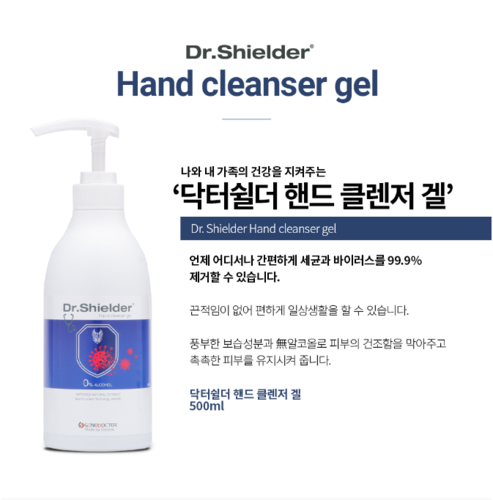 Dr.Shielder®
Hand cleanser gel
나와 내 가족의 건강을 지켜주는
‘닥터쉴더 핸드 클렌저 겔’
Dr. Shielder Hand cleanser gel
언제 어디서나 간편하게 세균과 바이러스를 99.9%
제거할 수 있습니다.
끈적임이 없어 편하게 일상생활을 할 수 있습니다.
풍부한 보습성분과 無알코올로 피부의 건조함을 막아주고
촉촉한 피부를 유지시켜 줍니다.
닥터쉴더 핸드 클렌저 겔
500ml
Dr.Shielder
0% ALCOHOL